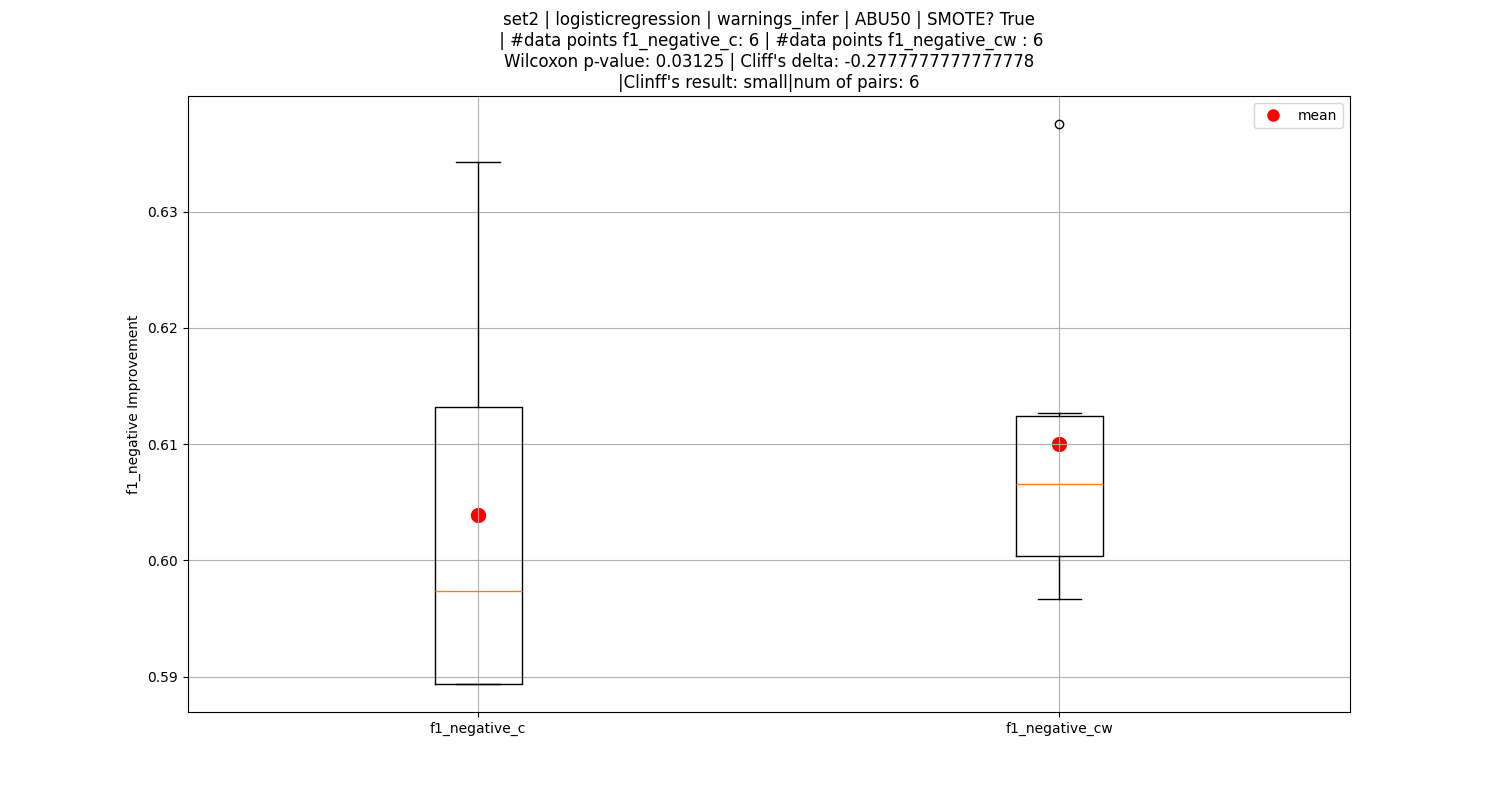 set2 | logisticregression | warnings_infer | ABU50 | SMOTE? True
| #data points f1_negative_c: 6 | #data points f1_negative_cw : 6
Wilcoxon p-value: 0.03125 | Cliff's delta: -0.2777777777777778
|Clinff's result: small|num of pairs: 6
mean
0.63
0.62
0.61
0.60
0.59
f1_negative Improvement
f1_negative_c
f1_negative_cw